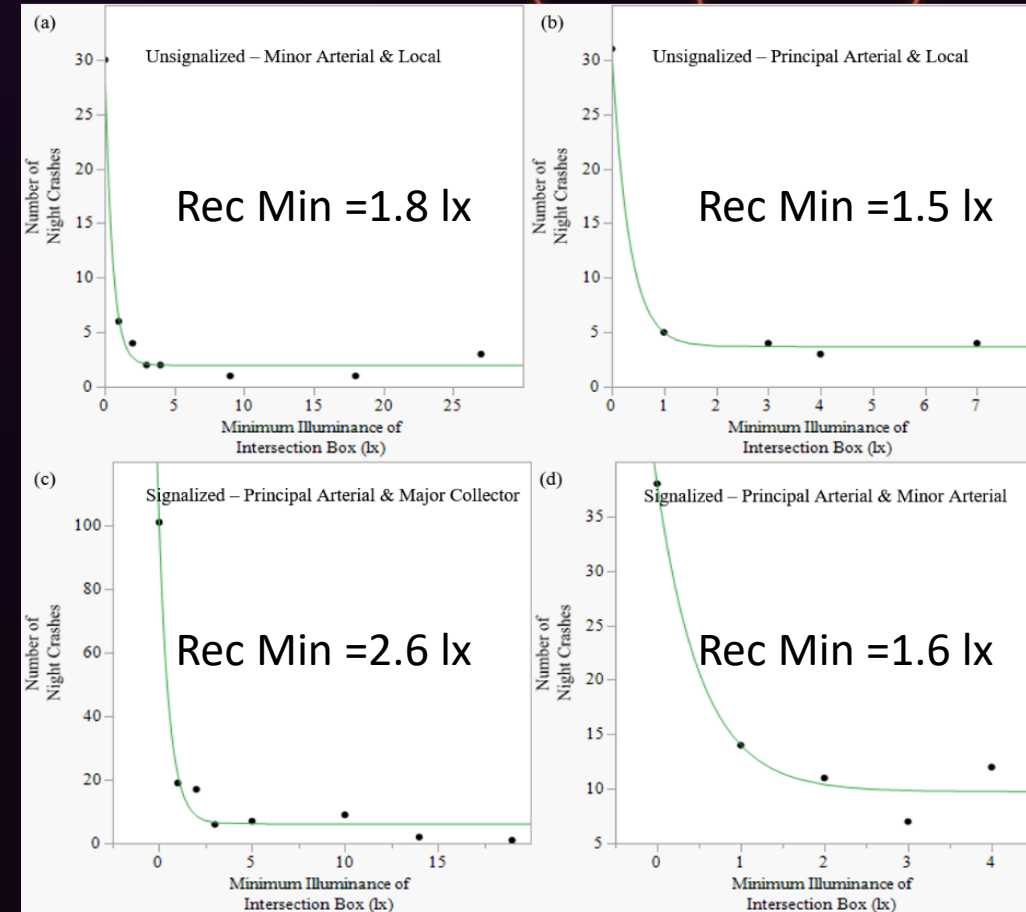 (a)
Unsignalized – Minor Arterial & Local
Number of
Night Crashes
30
25
20
15
10
5
0
Rec Min =1.8 lx
0 5 10 15 20 25
Minimum Illuminance of
Intersection Box (lx)
(b)
Unsignalized – Principal Arterial & Local
Number of
Night Crashes
30
25
20
15
10
5
0
Rec Min =1.5 lx
0 1 2 3 4 5 6 7
Minimum Illuminance of
Intersection Box (lx)
(c)
Signalized – Principal Arterial & Major Collector
Number of
Night Crashes
100
80
60
40
20
0
Rec Min =2.6 lx
0 5 10 15
Minimum Illuminance of
Intersection Box (lx)
(d)
Signalized – Principal Arterial & Minor Arterial
Number of
Night Crashes
35
30
25
20
15
10
5
Rec Min =1.6 lx
0 1 2 3 4
Minimum Illuminance of
Intersection Box (lx)